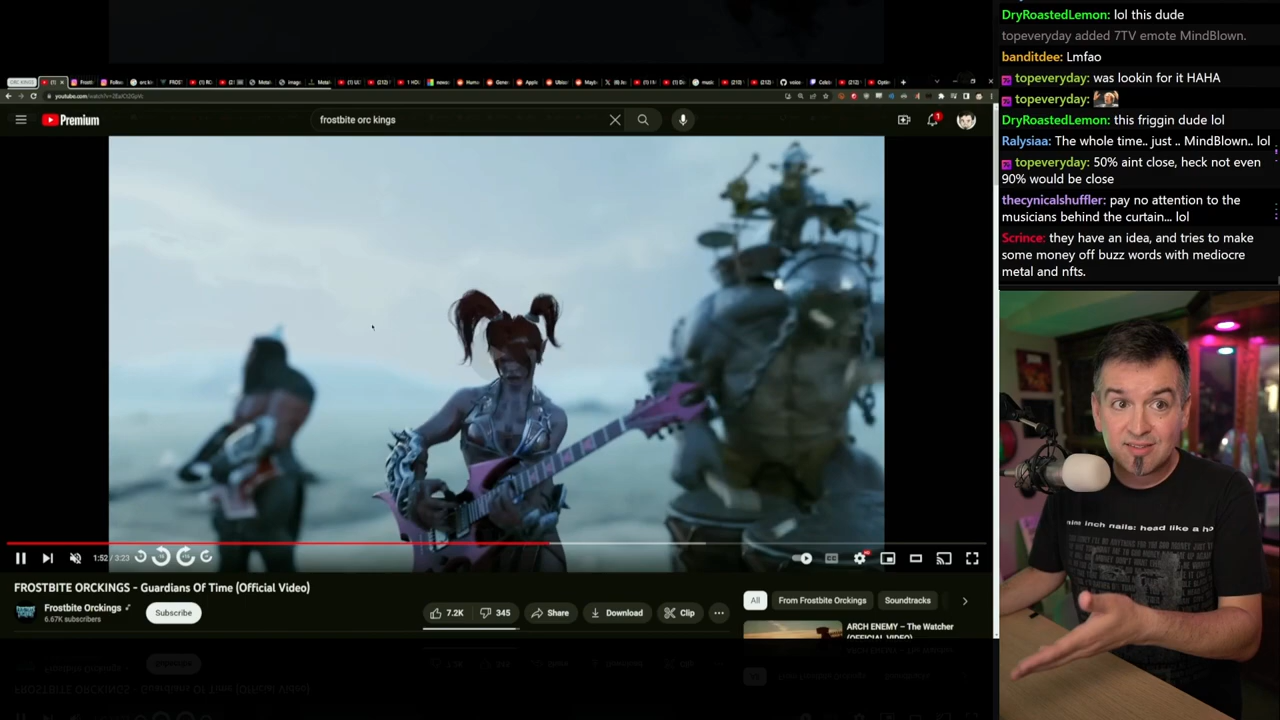 DryRoastedLemon: lol this dude
topeveryday added 7TV emote MindBlown.
banditdee: Lmfao
topeveryday: was lookin for it HAHA
topeveryday:
DryRoastedLemon: this friggin dude lol
Ralysiaa: The whole time.. just .. MindBlown.. lol
topeveryday: 50% aint close, heck not even
90% would be close
thecynicalshuffler: pay no attention to the
musicians behind the curtain... lol
Scrince: they have an idea, and tries to make
some money off buzz words with mediocre
metal and nfts.
Premium
frostbite orc kings
1:52 / 3:23
FROSTBITE ORCKINGS - Guardians Of Time (Official Video)
Frostbite Orckings
6.67K subscribers
Subscribe
7.2K
345
Share
Download
Clip
All
From Frostbite Orckings
Soundtracks
ARCH ENEMY – The Watcher
(OFFICIAL VIDEO)
nine inch nails: head like a ho